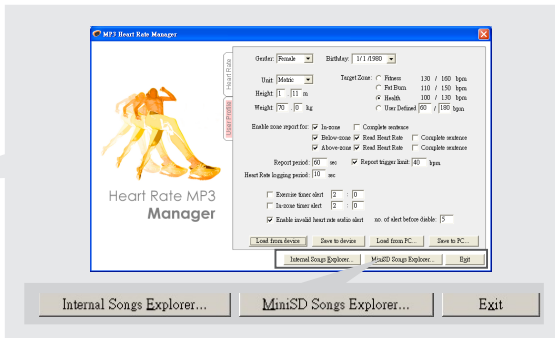 MP3 Heart Rate Manager
Heart Rate
User Profile
Heart Rate MP3
Manager
Gender: Female Birthday: 1/ 1 /1980
Unit Metric Target Zone: Fitness 130 / 160 bpm
Fat Burn 110 / 150 bpm
Height 1 . 11 m Health 100 / 130 bpm
Weight: 70 . 0 kg User Defined 60 / 180 bpm
Enable zone report for: In-zone Complete sentence
Below-zone Read Heart Rate Complete sentence
Above-zone Read Heart Rate Complete sentence
Report period: 60 sec Report trigger limit: 40 bpm
Heart Rate logging period: 10 sec
Exercise timer alert 2 : 0
In-zone timer alert 2 : 0
Enable invalid heart rate audio alert no. of alert before disable: 5
Load from device Save to device Load from PC... Save to PC...
Internal Songs Explorer... MiniSD Songs Explorer... Exit
Internal Songs Explorer... MiniSD Songs Explorer... Exit